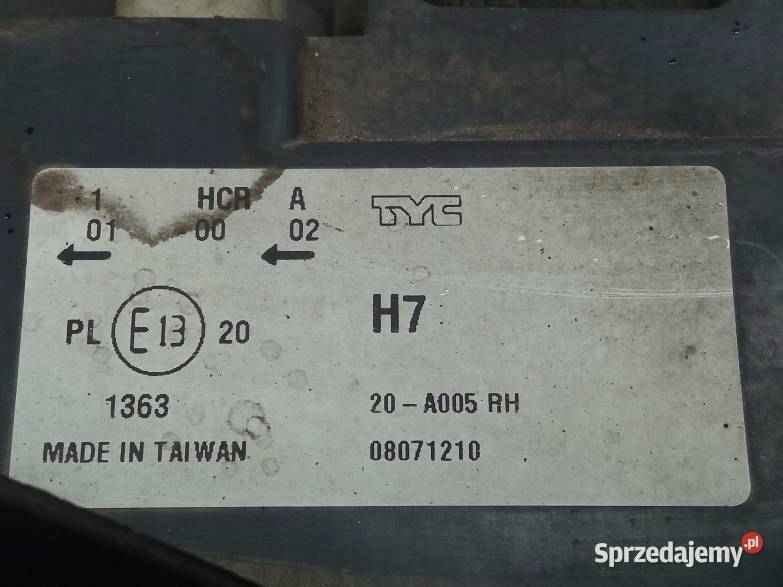 1 HCR A TYC
01 00 02
PL E13 20 H7
1363 20-A005 RH
MADE IN TAIWAN 08071210
Sprzedajemy.pl